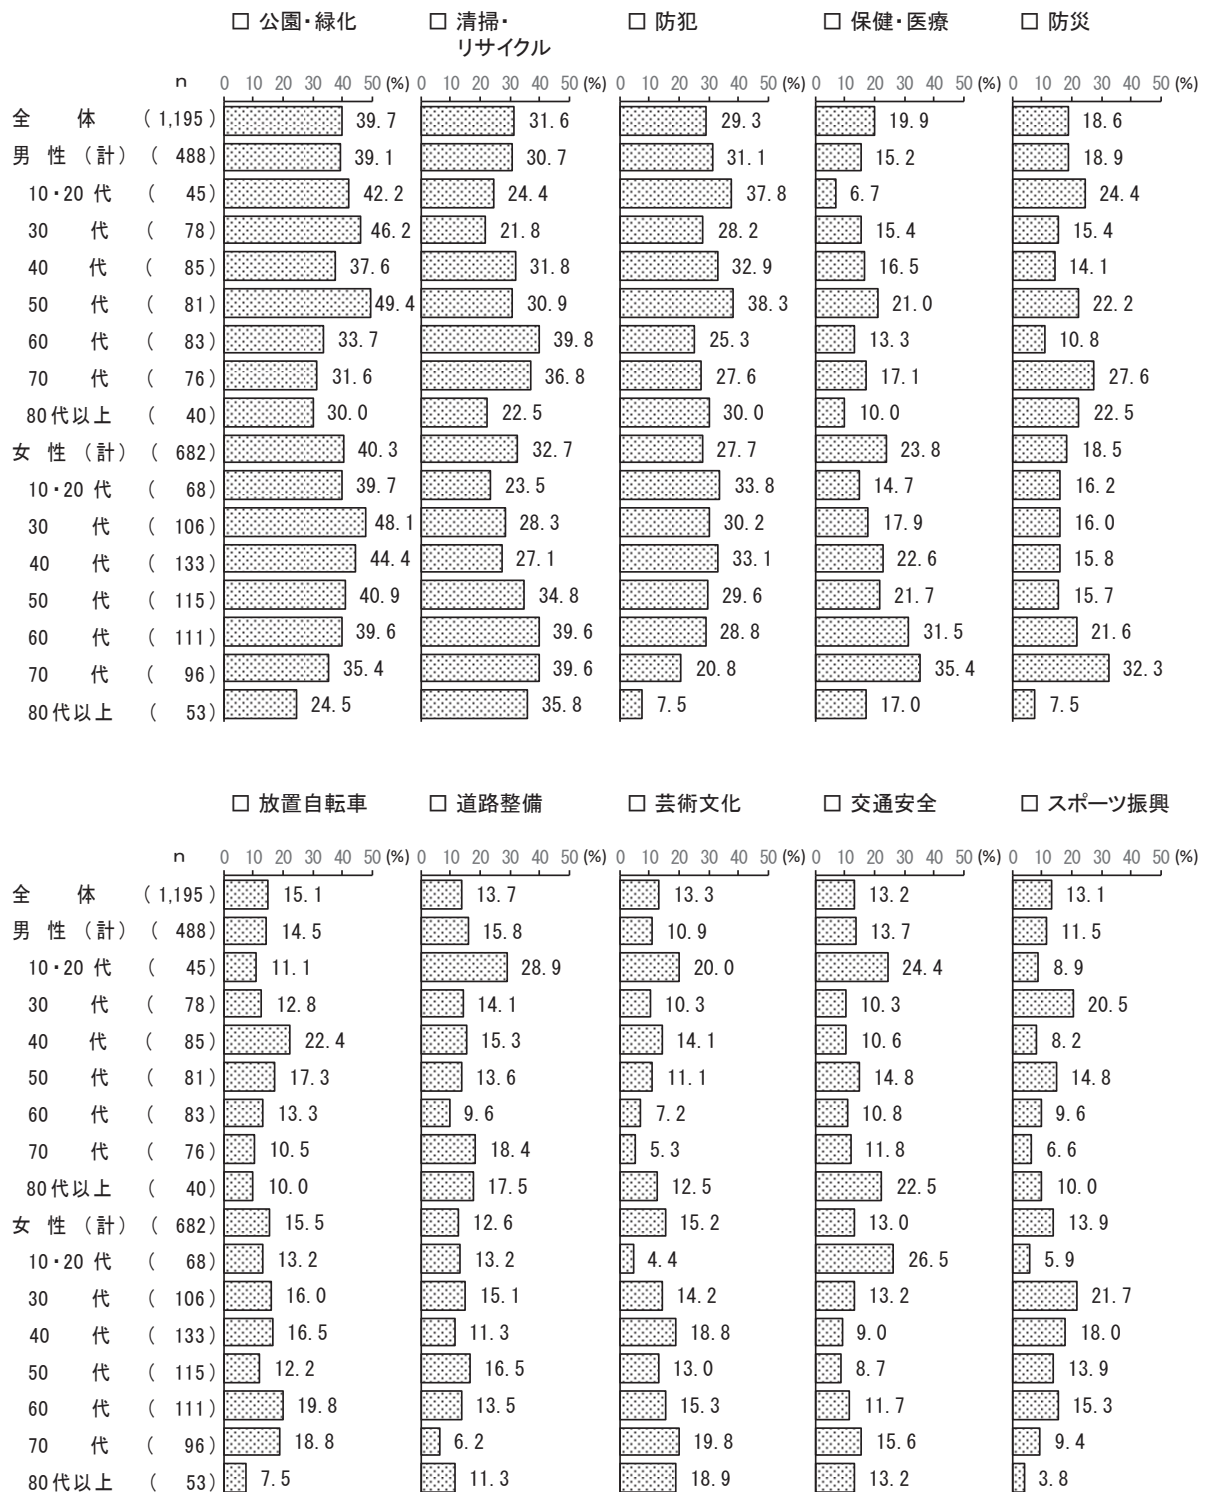 □ 公園・緑化 □ 清掃・ □ 防犯 □ 保健・医療 □ 防災
リサイクル
n 0 10 20 30 40 50 (%) 0 10 20 30 40 50 (%) 0 10 20 30 40 50 (%) 0 10 20 30 40 50 (%) 0 10 20 30 40 50 (%)
全 体 (1,195) 39.7 31.6 29.3 19.9 18.6
男 性(計)( 488) 39.1 30.7 31.1 15.2 18.9
10・20代 ( 45) 42.2 24.4 37.8 6.7 24.4
30 代 ( 78) 46.2 21.8 28.2 15.4 15.4
40 代 ( 85) 37.6 31.8 32.9 16.5 14.1
50 代 ( 81) 49.4 30.9 38.3 21.0 22.2
60 代 ( 83) 33.7 39.8 25.3 13.3 10.8
70 代 ( 76) 31.6 36.8 27.6 17.1 27.6
80代以上 ( 40) 30.0 22.5 30.0 10.0 22.5
女 性(計)( 682) 40.3 32.7 27.7 23.8 18.5
10・20代 ( 68) 39.7 23.5 33.8 14.7 16.2
30 代 ( 106) 48.1 28.3 30.2 17.9 16.0
40 代 ( 133) 44.4 27.1 33.1 22.6 15.8
50 代 ( 115) 40.9 34.8 29.6 21.7 15.7
60 代 ( 111) 39.6 39.6 28.8 31.5 21.6
70 代 ( 96) 35.4 39.6 20.8 35.4 32.3
80代以上 ( 53) 24.5 35.8 7.5 17.0 7.5
□ 放置自転車 □ 道路整備 □ 芸術文化 □ 交通安全 □ スポーツ振興
n 0 10 20 30 40 50 (%) 0 10 20 30 40 50 (%) 0 10 20 30 40 50 (%) 0 10 20 30 40 50 (%) 0 10 20 30 40 50 (%)
全 体 (1,195) 15.1 13.7 13.3 13.2 13.1
男 性(計)( 488) 14.5 15.8 10.9 13.7 11.5
10・20代 ( 45) 11.1 28.9 20.0 24.4 8.9
30 代 ( 78) 12.8 14.1 10.3 10.3 20.5
40 代 ( 85) 22.4 15.3 14.1 10.6 8.2
50 代 ( 81) 17.3 13.6 11.1 14.8 14.8
60 代 ( 83) 13.3 9.6 7.2 10.8 9.6
70 代 ( 76) 10.5 18.4 5.3 11.8 6.6
80代以上 ( 40) 10.0 17.5 12.5 22.5 10.0
女 性(計)( 682) 15.5 12.6 15.2 13.0 13.9
10・20代 ( 68) 13.2 13.2 4.4 26.5 5.9
30 代 ( 106) 16.0 15.1 14.2 13.2 21.7
40 代 ( 133) 16.5 11.3 18.8 9.0 18.0
50 代 ( 115) 12.2 16.5 13.0 8.7 13.9
60 代 ( 111) 19.8 13.5 15.3 11.7 15.3
70 代 ( 96) 18.8 6.2 19.8 15.6 9.4
80代以上 ( 53) 7.5 11.3 18.9 13.2 3.8